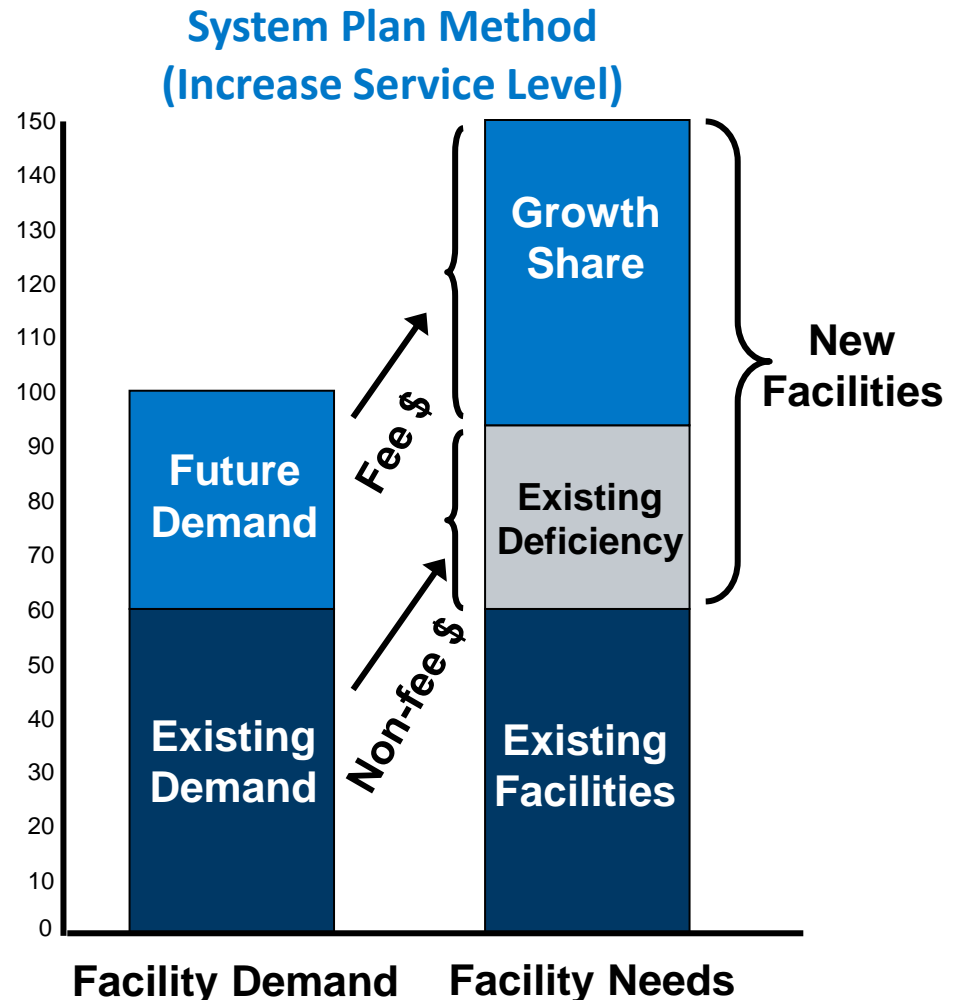 System Plan Method
(Increase Service Level)
150
140
130
120
110
100
90
80
70
60
50
40
30
20
10
0
Future
Demand
Existing
Demand
Fee $
Non-fee $
Growth
Share
Existing
Deficiency
Existing
Facilities
New
Facilities
Facility Demand
Facility Needs